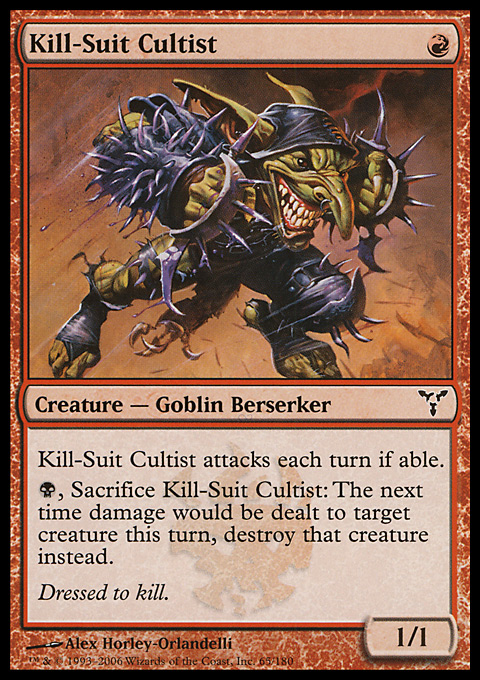 Kill-Suit Cultist
Creature — Goblin Berserker
Kill-Suit Cultist attacks each turn if able.
, Sacrifice Kill-Suit Cultist: The next
time damage would be dealt to target
creature this turn, destroy that creature
instead.
Dressed to kill.
Alex Horley-Orlandelli
1/1
™ & © 1993–2006 Wizards of the Coast, Inc. 65/180